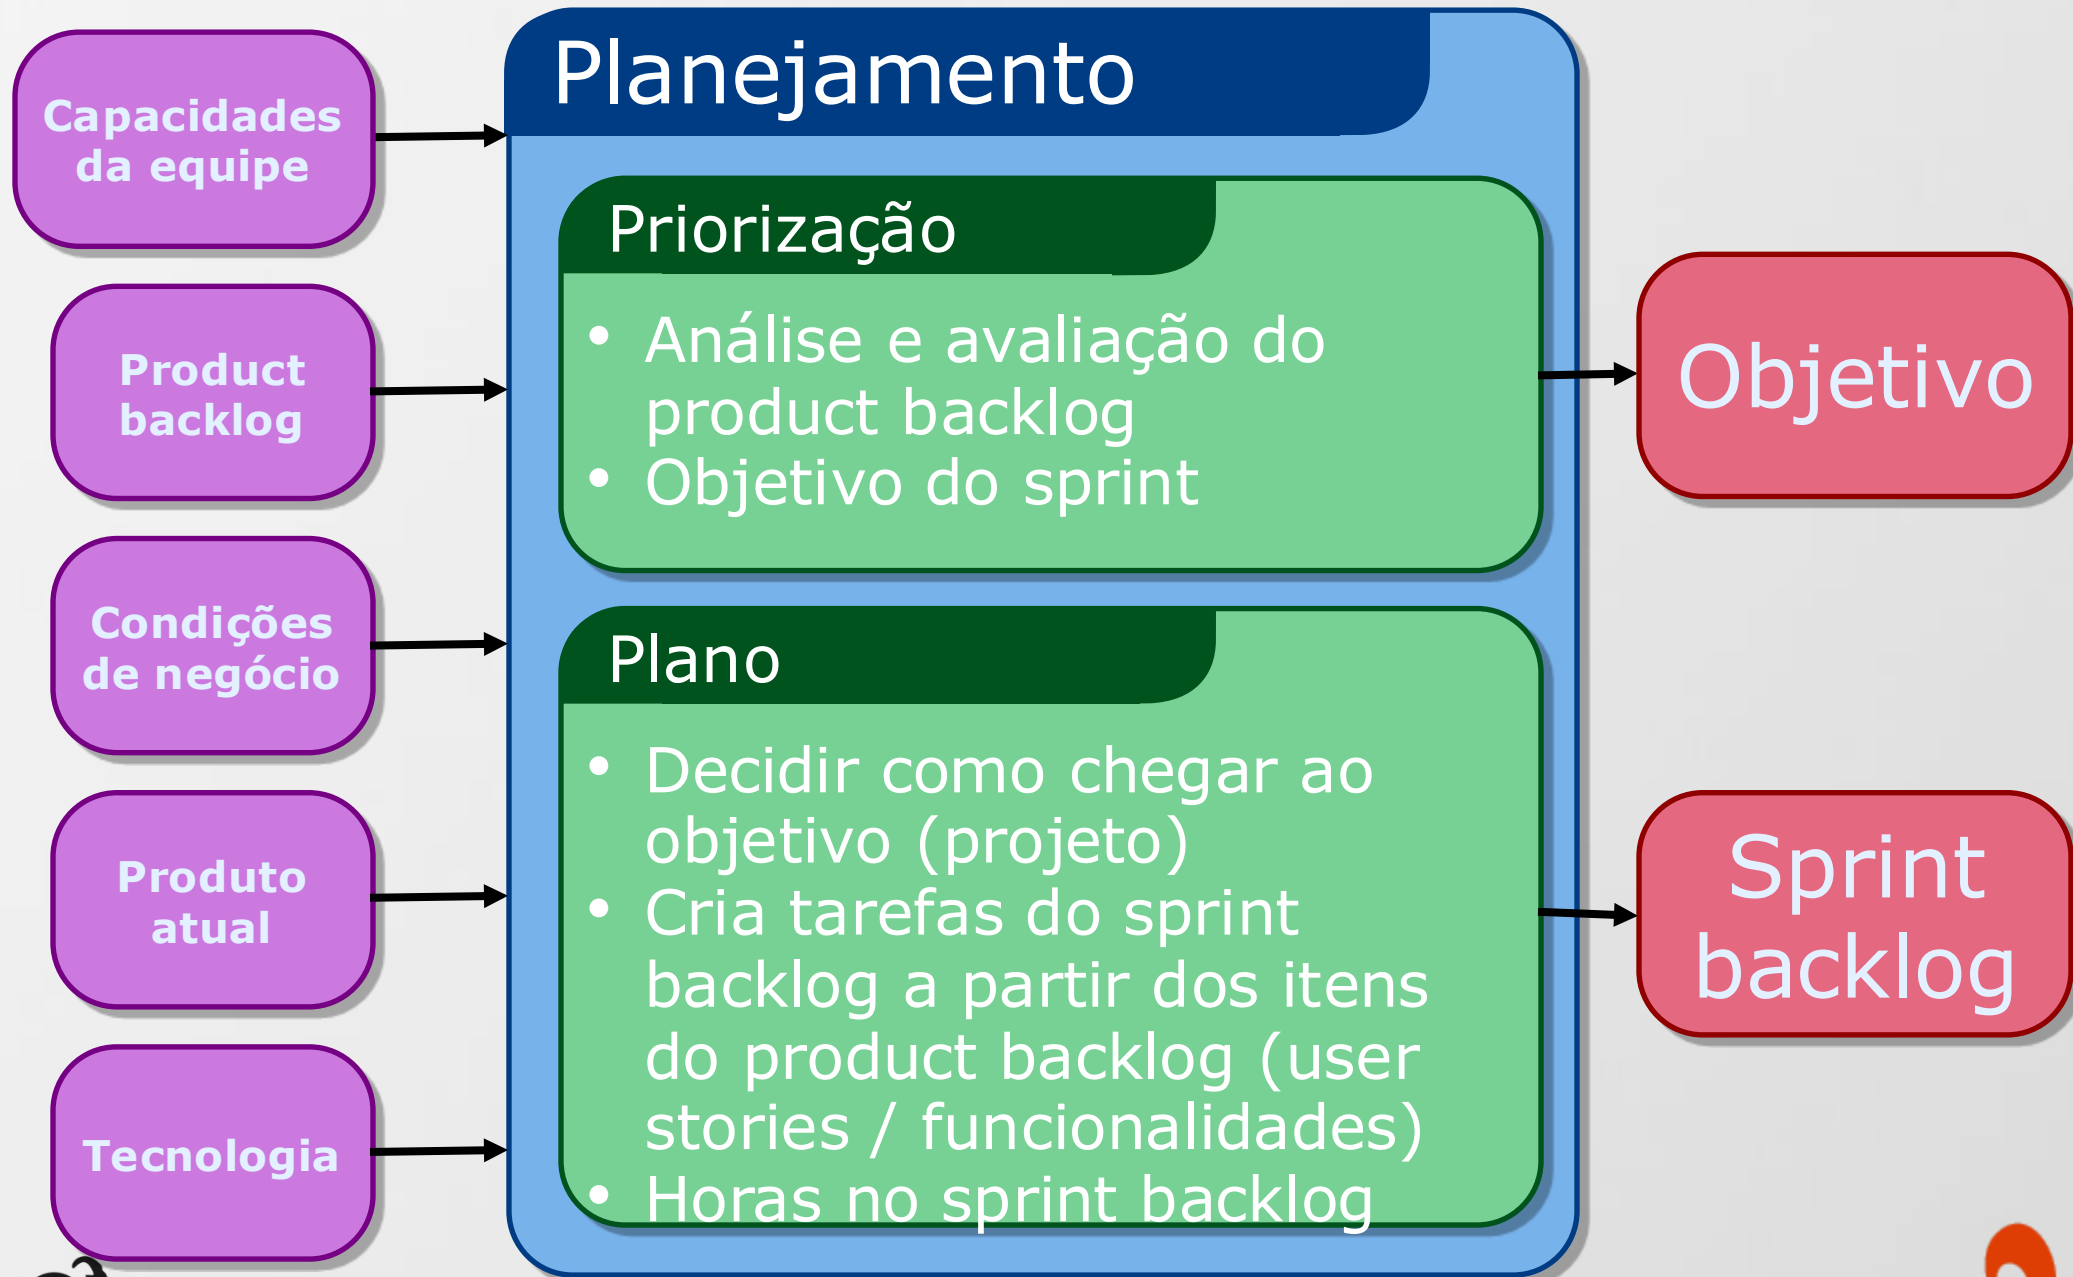 Capacidades
da equipe
Product
backlog
Condições
de negócio
Produto
atual
Tecnologia
Planejamento
Priorização
• Análise e avaliação do
product backlog
• Objetivo do sprint
Plano
• Decidir como chegar ao
objetivo (projeto)
• Cria tarefas do sprint
backlog a partir dos itens
do product backlog (user
stories / funcionalidades)
• Horas no sprint backlog
Objetivo
Sprint
backlog